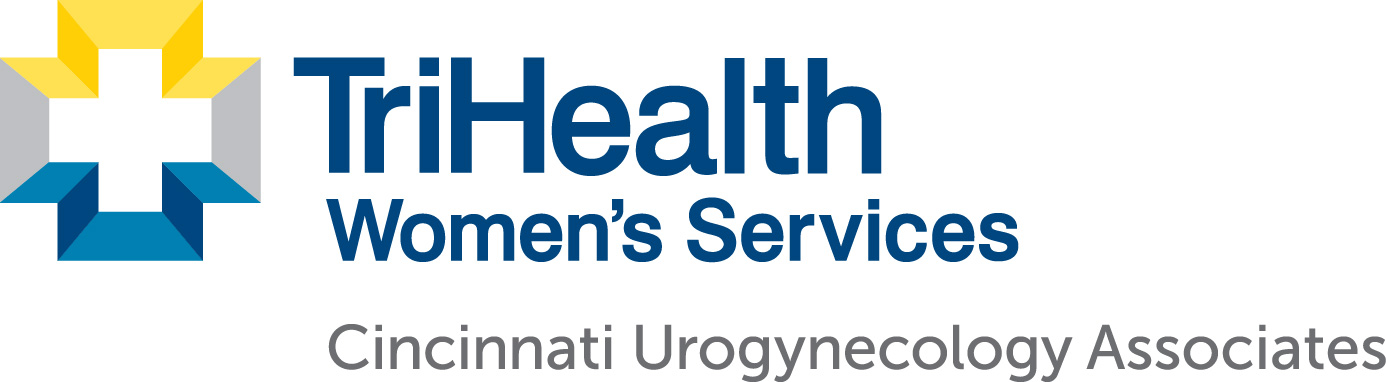 TriHealth
Women’s Services
Cincinnati Urogynecology Associates